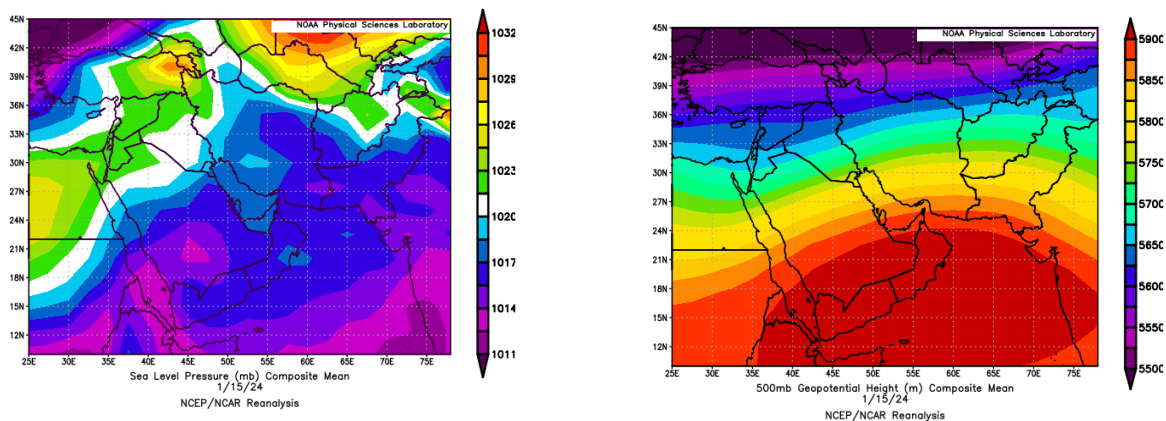 NOAA Physical Sciences Laboratory
45N
42N
39N
36N
33N
30N
27N
24N
21N
18N
15N
12N
25E 30E 35E 40E 45E 50E 55E 60E 65E 70E 75E
1032
1029
1026
1023
1020
1017
1014
1011
Sea Level Pressure (mb) Composite Mean
1/15/24
NCEP/NCAR Reanalysis
NOAA Physical Sciences Laboratory
45N
42N
39N
36N
33N
30N
27N
24N
21N
18N
15N
12N
25E 30E 35E 40E 45E 50E 55E 60E 65E 70E 75E
5900
5850
5800
5750
5700
5650
5600
5550
5500
500mb Geopotential Height (m) Composite Mean
1/15/24
NCEP/NCAR Reanalysis